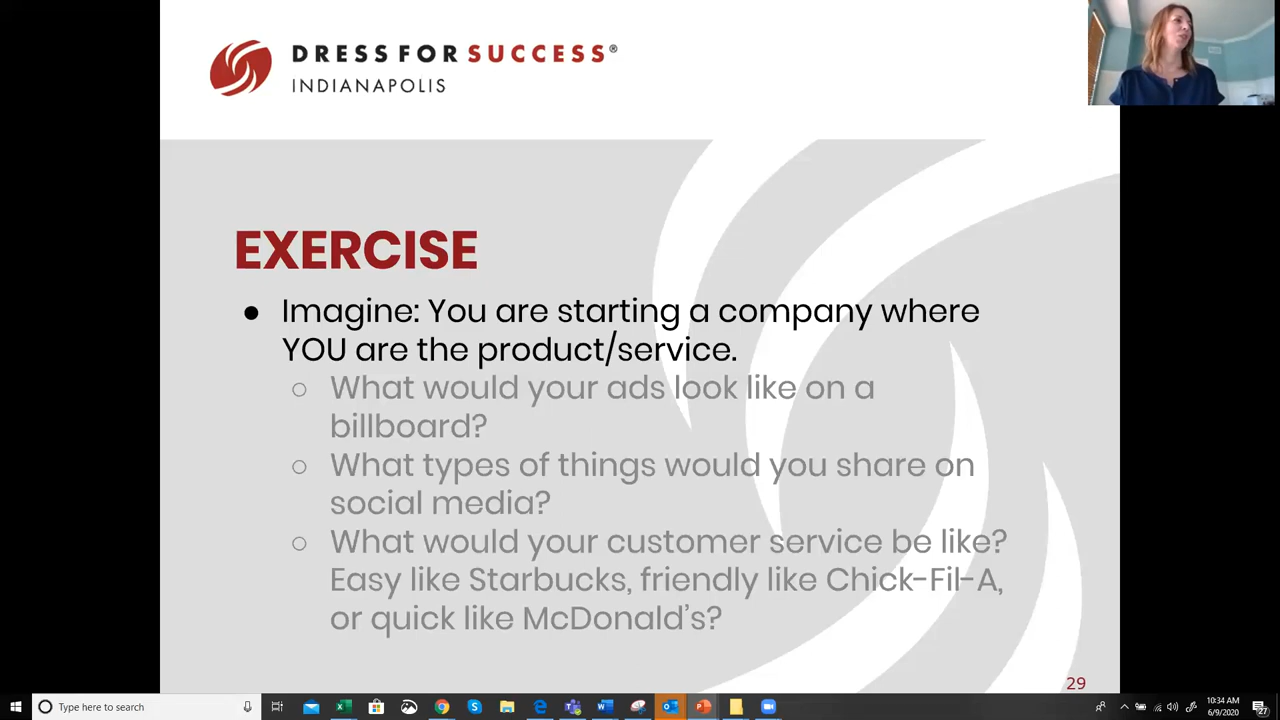 DRESS FOR SUCCESS®
INDIANAPOLIS
EXERCISE
● Imagine: You are starting a company where
YOU are the product/service.
○ What would your ads look like on a
billboard?
○ What types of things would you share on
social media?
○ What would your customer service be like?
Easy like Starbucks, friendly like Chick-Fil-A,
or quick like McDonald's?
29
Type here to search
10:34 AM
6/9/2020
27